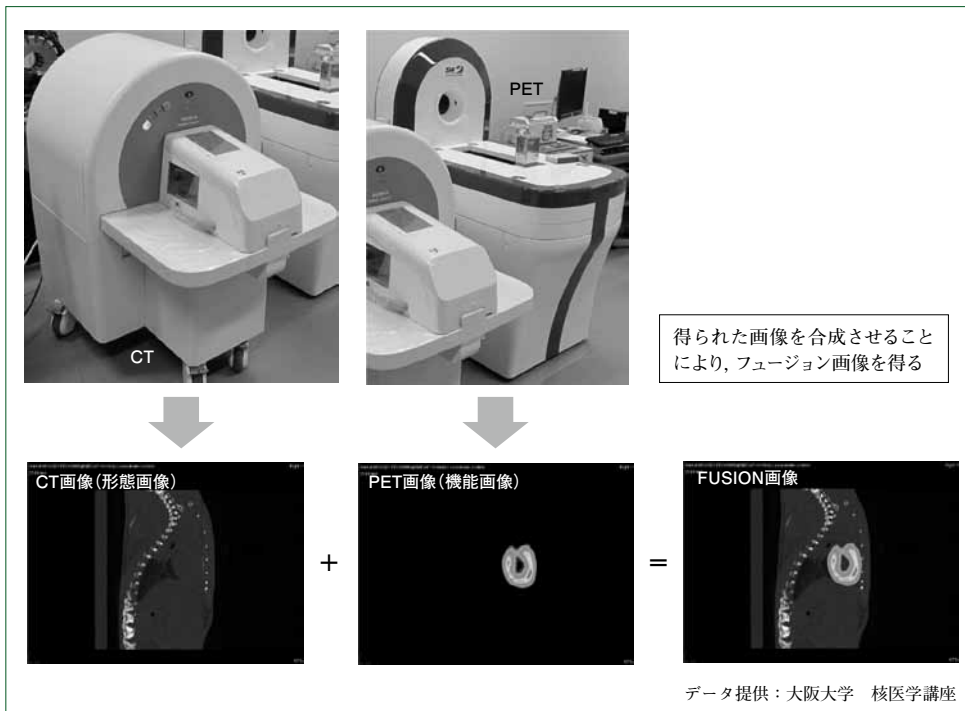 PET
CT
得られた画像を合成させること
により，フュージョン画像を得る
CT画像（形態画像）
PET画像（機能画像）
FUSION画像
+
=
データ提供：大阪大学　核医学講座